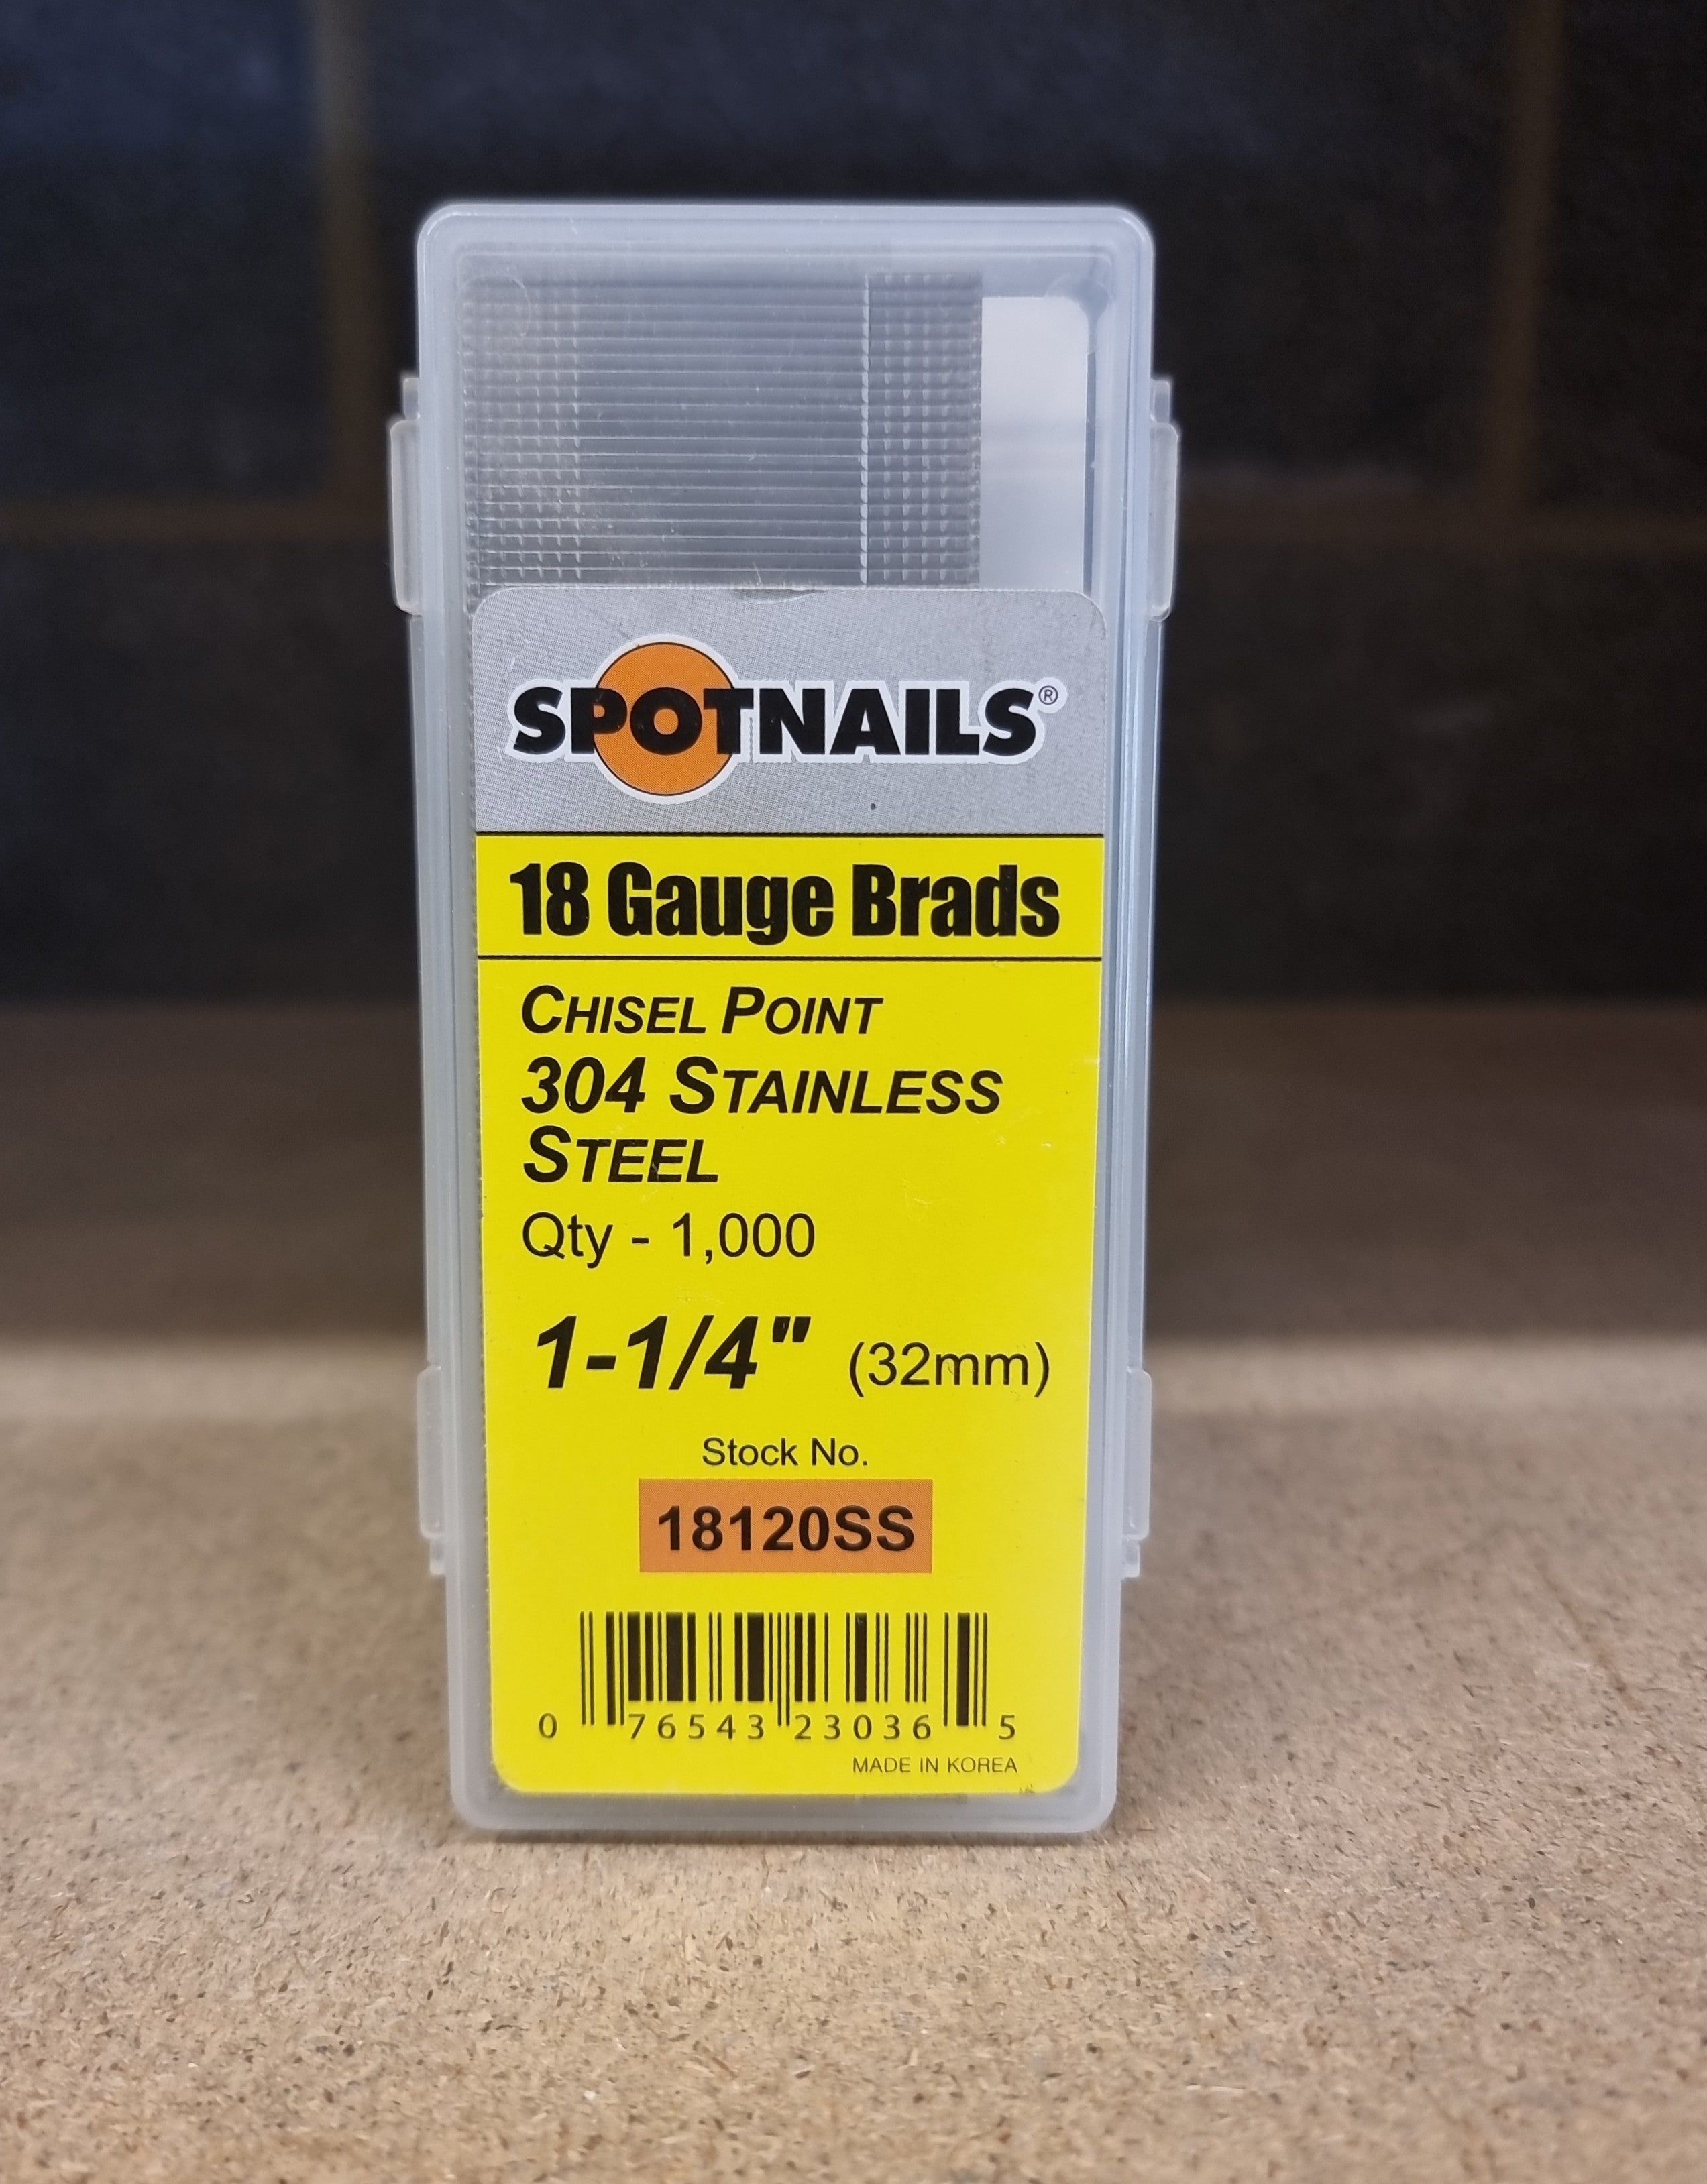 SPOTNAILS®
18 Gauge Brads
CHISEL POINT
304 STAINLESS
STEEL
Qty - 1,000
1-1/4" (32mm)
Stock No.
18120SS
0 76543 23036 5
MADE IN KOREA